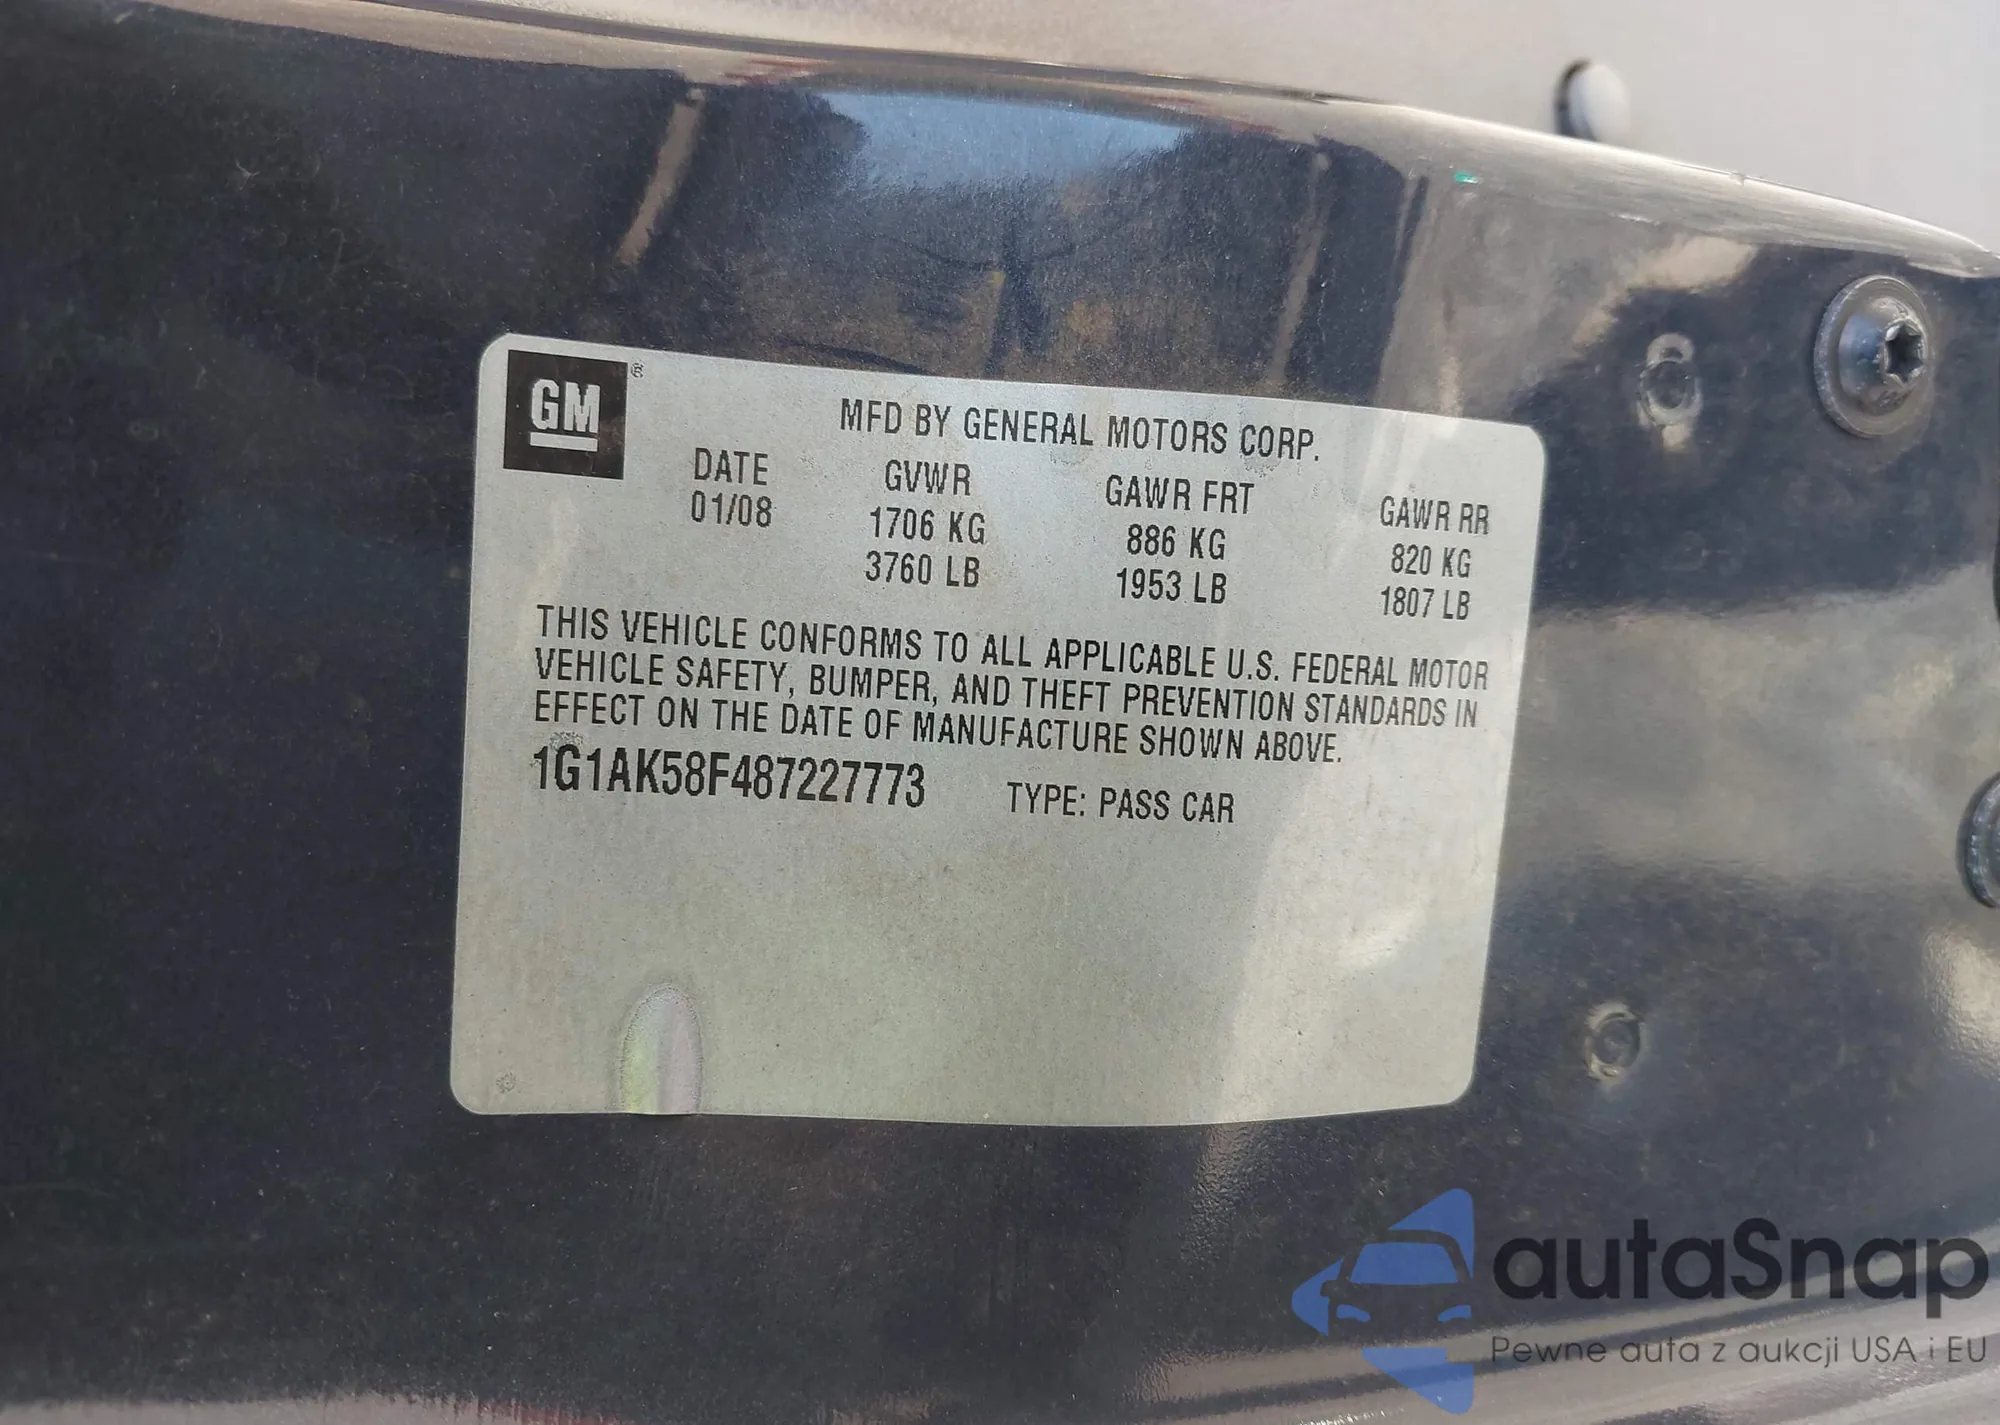 GM ®
MFD BY GENERAL MOTORS CORP.
DATE GVWR GAWR FRT GAWR RR
01/08 1706 KG 886 KG 820 KG
3760 LB 1953 LB 1807 LB
THIS VEHICLE CONFORMS TO ALL APPLICABLE U.S. FEDERAL MOTOR
VEHICLE SAFETY, BUMPER, AND THEFT PREVENTION STANDARDS IN
EFFECT ON THE DATE OF MANUFACTURE SHOWN ABOVE.
1G1AK58F487227773 TYPE: PASS CAR
autaSnap
Pewne auta z aukcji USA i EU